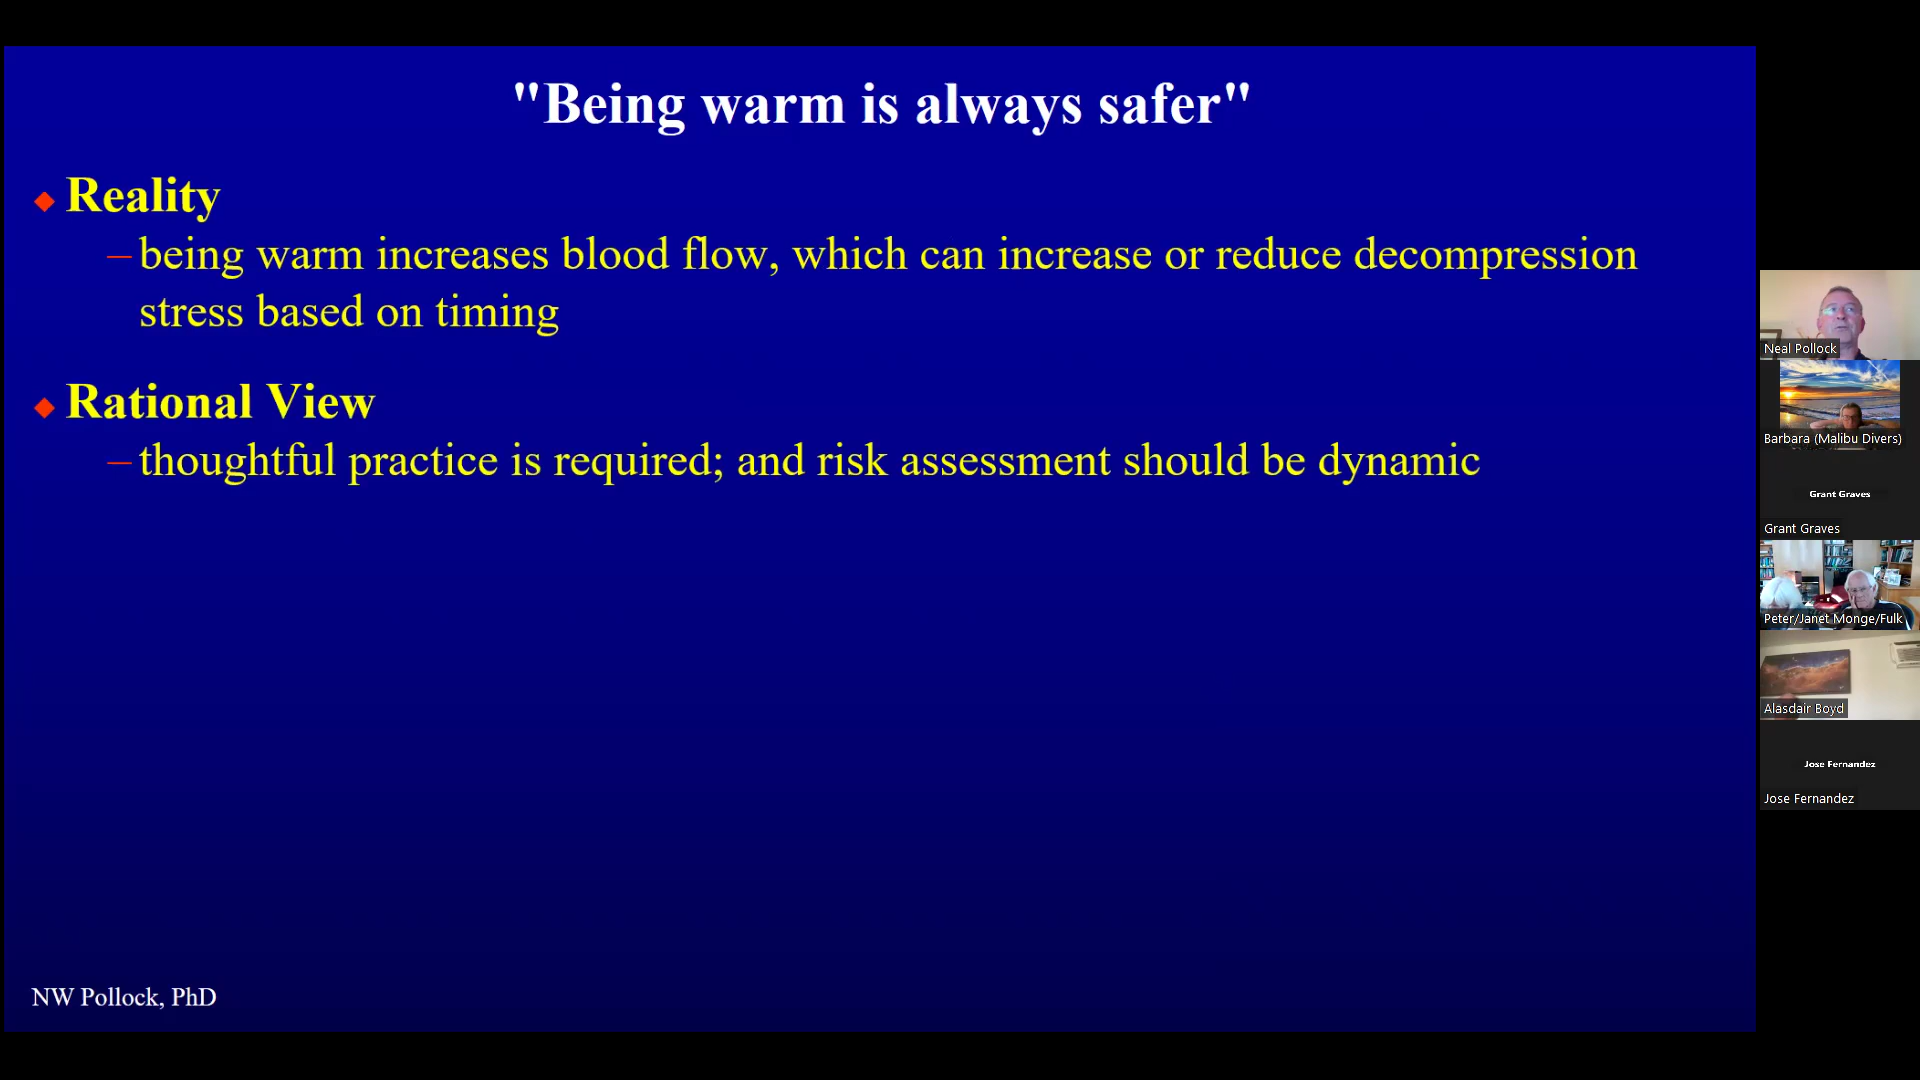 "Being warm is always safer"
Reality
– being warm increases blood flow, which can increase or reduce decompression
stress based on timing
Rational View
– thoughtful practice is required; and risk assessment should be dynamic
NW Pollock, PhD
Neal Pollock
Barbara (Malibu Divers)
Grant Graves
Grant Graves
Peter/Janet Monge/Fulk
Alasdair Boyd
Jose Fernandez
Jose Fernandez